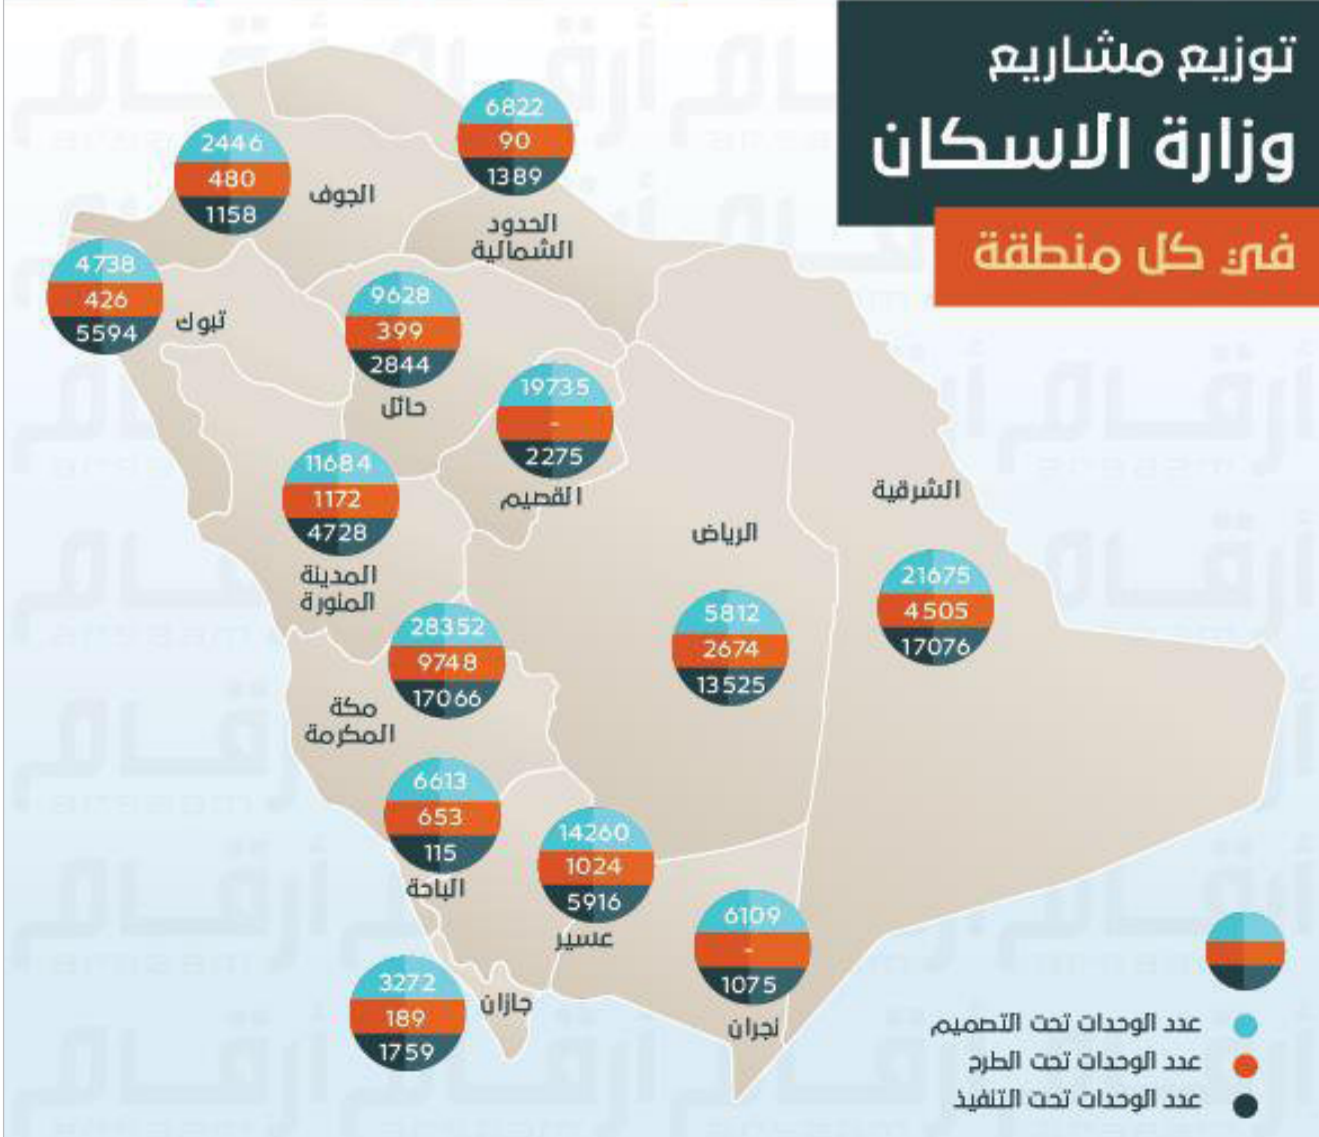 توزيع مشاريع
وزارة الاسكان
في كل منطقة
6822
90
1389
الحدود
الشمالية
2446
480
1158
الجوف
4738
426
5594
تبوك
9628
399
2844
حائل
19735
-
2275
القصيم
11684
1172
4728
المدينة
المنورة
الرياض
5812
2674
13525
الشرقية
21675
4505
17076
28352
9748
17066
مكة
المكرمة
6613
653
115
الباحة
14260
1024
5916
عسير
6109
-
1075
نجران
3272
189
1759
جازان
عدد الوحدات تحت التصميم
عدد الوحدات تحت الطرح
عدد الوحدات تحت التنفيذ
أرقام